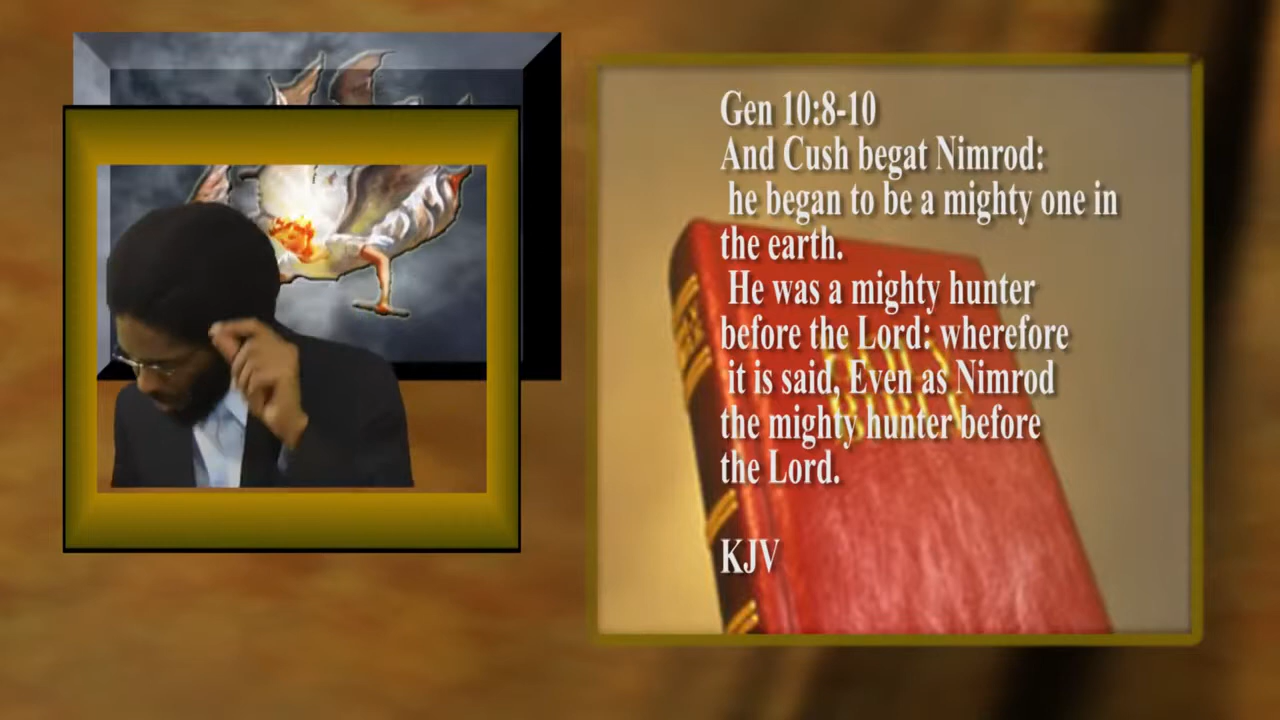 Gen 10:8-10
And Cush begat Nimrod:
he began to be a mighty one in
the earth.
He was a mighty hunter
before the Lord: wherefore
it is said, Even as Nimrod
the mighty hunter before
the Lord.
KJV
HOLY
BIBLE